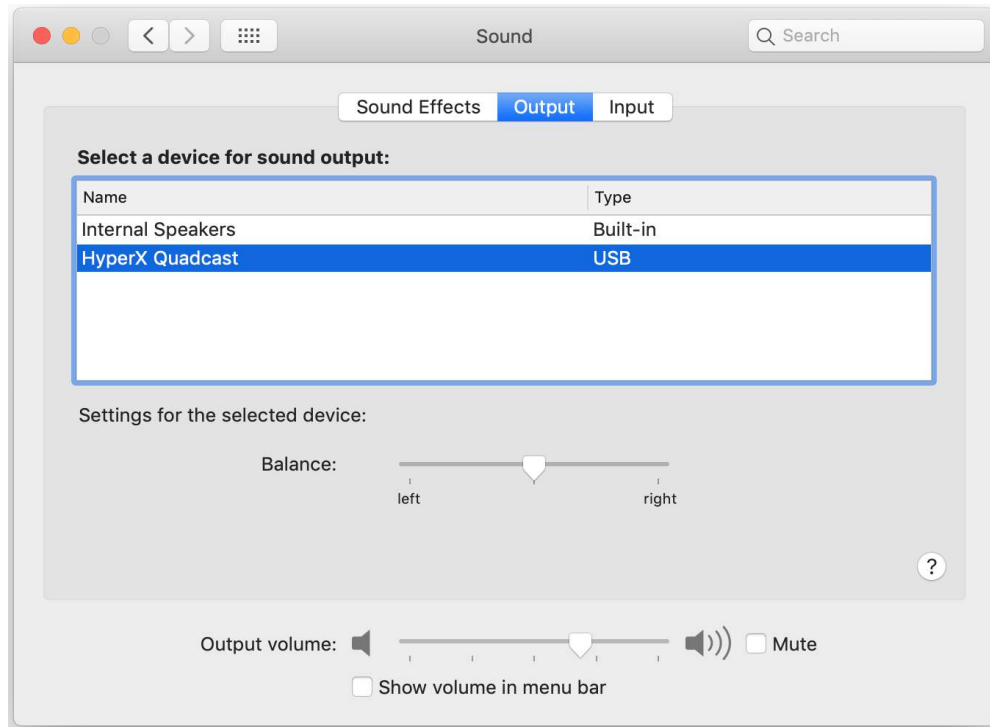 Sound
Search
Sound Effects Output Input
Select a device for sound output:
Name Type
Internal Speakers Built-in
HyperX Quadcast USB
Settings for the selected device:
Balance:
left right
?
Output volume: Mute
Show volume in menu bar